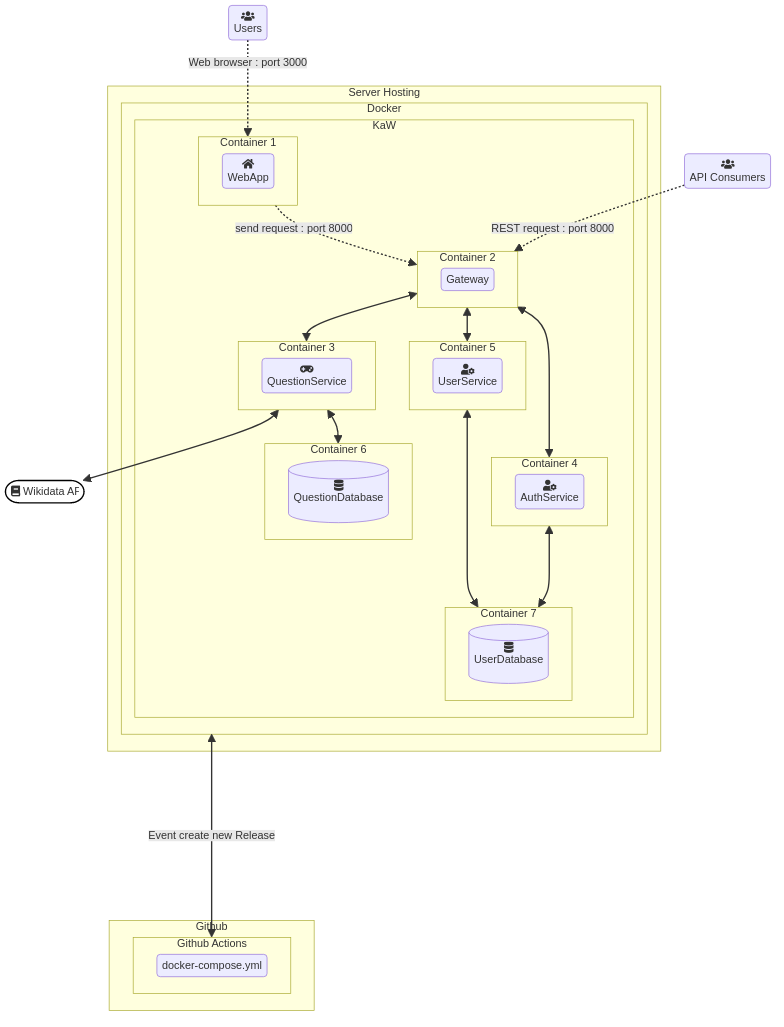 Users
Web browser : port 3000
Server Hosting
Docker
KaW
Container 1
WebApp
API Consumers
send request : port 8000
REST request : port 8000
Container 2
Gateway
Container 3
QuestionService
Container 5
UserService
Container 6
QuestionDatabase
Container 4
AuthService
Wikidata AP
Container 7
UserDatabase
Event create new Release
Github
Github Actions
docker-compose.yml